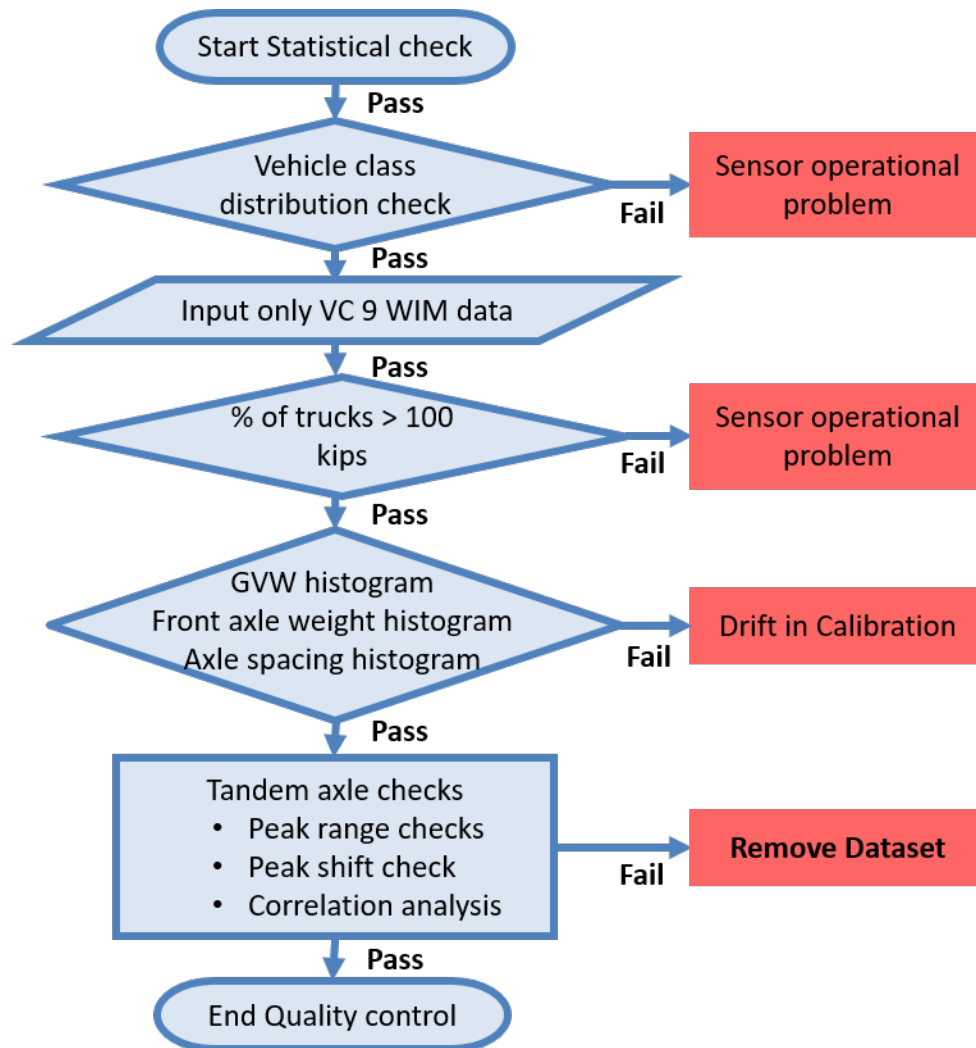 Start Statistical check
Pass
Vehicle class
distribution check
Fail
Sensor operational
problem
Pass
Input only VC 9 WIM data
Pass
% of trucks > 100
kips
Fail
Sensor operational
problem
Pass
GVW histogram
Front axle weight histogram
Axle spacing histogram
Fail
Drift in Calibration
Pass
Tandem axle checks
• Peak range checks
• Peak shift check
• Correlation analysis
Fail
Remove Dataset
Pass
End Quality control